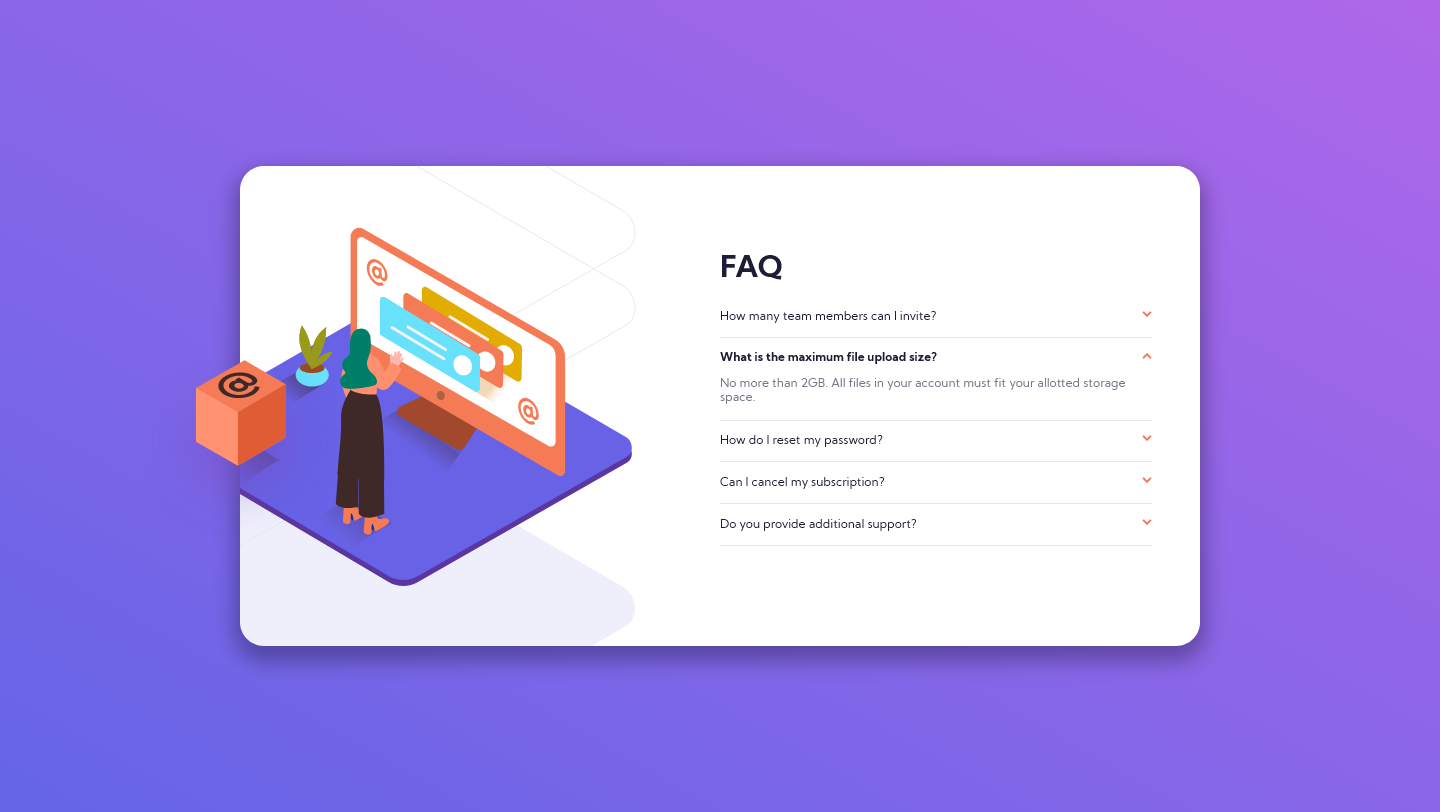 @
@
@
FAQ
How many team members can I invite?
What is the maximum file upload size?
No more than 2GB. All files in your account must fit your allotted storage
space.
How do I reset my password?
Can I cancel my subscription?
Do you provide additional support?